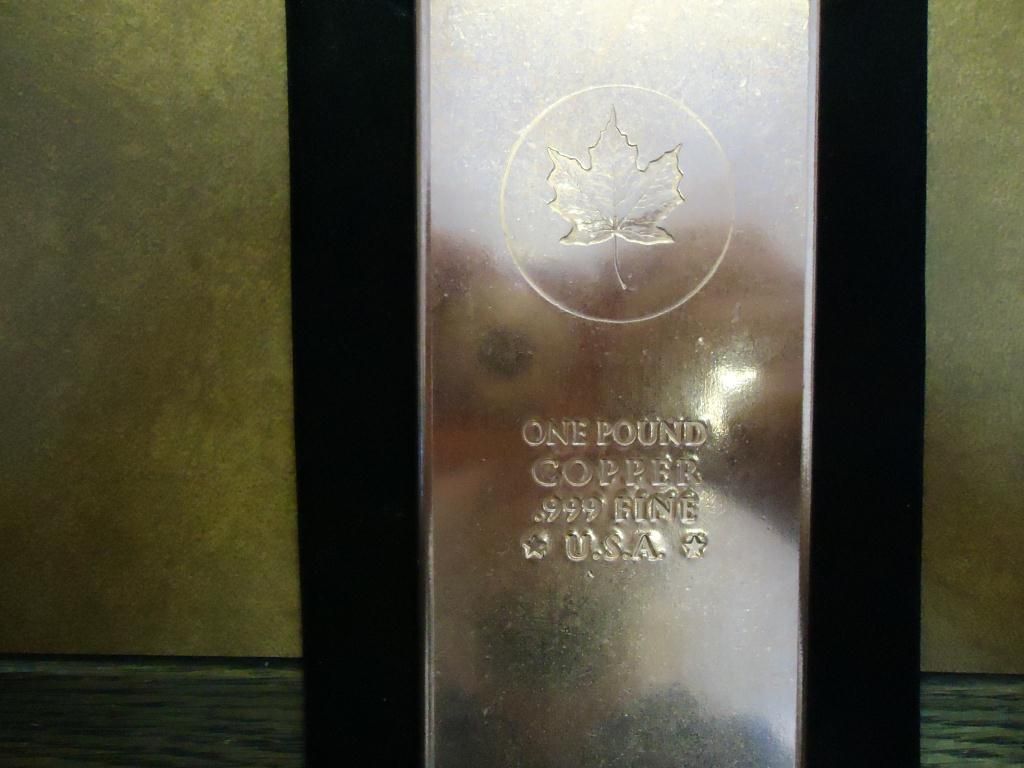 ONE POUND
COPPER
.999 FINE
★ U.S.A. ★